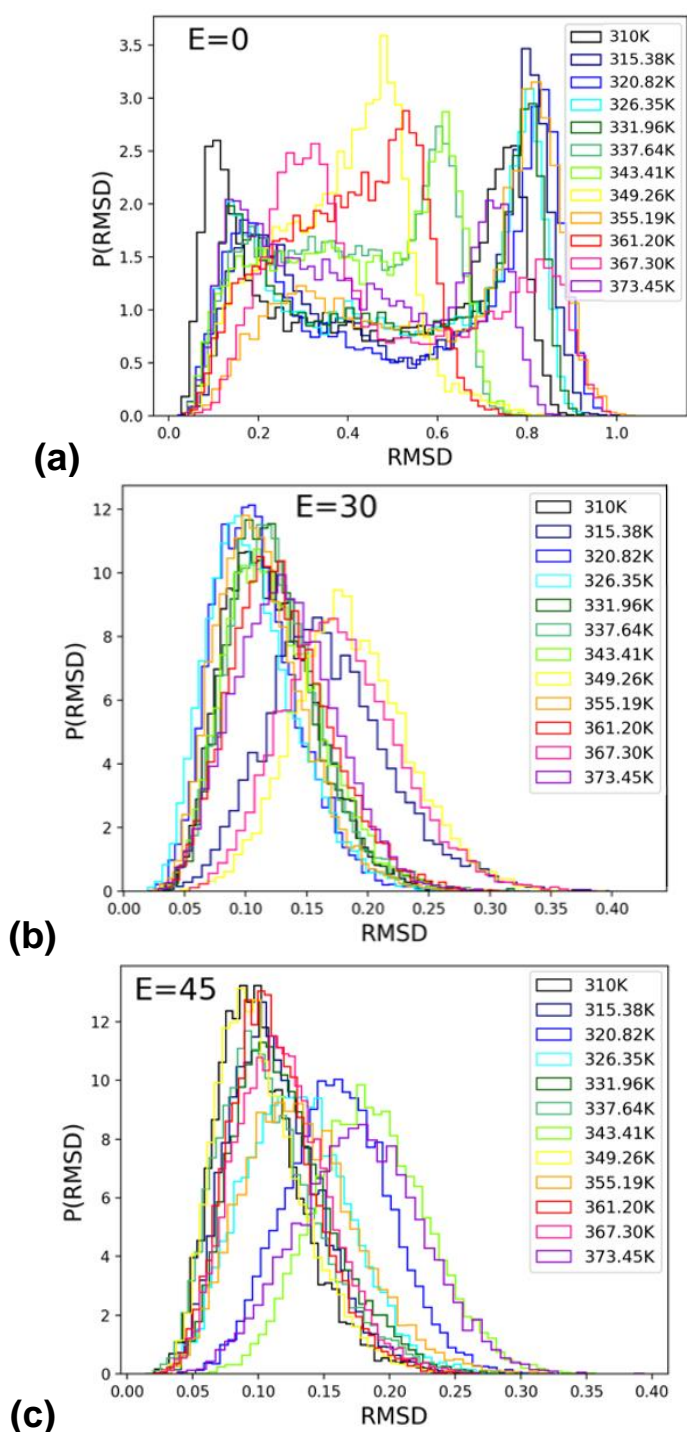 E=0
310K
315.38K
320.82K
326.35K
331.96K
337.64K
343.41K
349.26K
355.19K
361.20K
367.30K
373.45K
3.5
3.0
2.5
2.0
1.5
1.0
0.5
0.0
P(RMSD)
0.0 0.2 0.4 0.6 0.8 1.0
RMSD
(a)
E=30
310K
315.38K
320.82K
326.35K
331.96K
337.64K
343.41K
349.26K
355.19K
361.20K
367.30K
373.45K
12
10
8
6
4
2
0
P(RMSD)
0.00 0.05 0.10 0.15 0.20 0.25 0.30 0.35 0.40
RMSD
(b)
E=45
310K
315.38K
320.82K
326.35K
331.96K
337.64K
343.41K
349.26K
355.19K
361.20K
367.30K
373.45K
12
10
8
6
4
2
0
P(RMSD)
0.00 0.05 0.10 0.15 0.20 0.25 0.30 0.35 0.40
RMSD
(c)